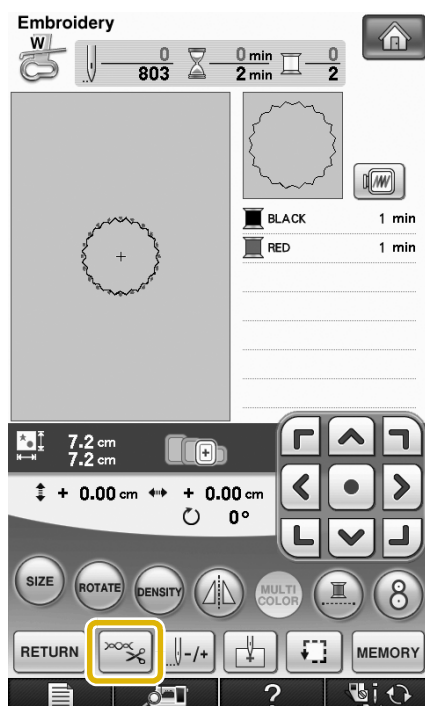 Embroidery
W
0 0 min 0
803 2 min 2
BLACK 1 min
RED 1 min
7.2 cm
7.2 cm
+ 0.00 cm + 0.00 cm
0°
SIZE ROTATE DENSITY MULTI COLOR 8
RETURN -/+ MEMORY
? i